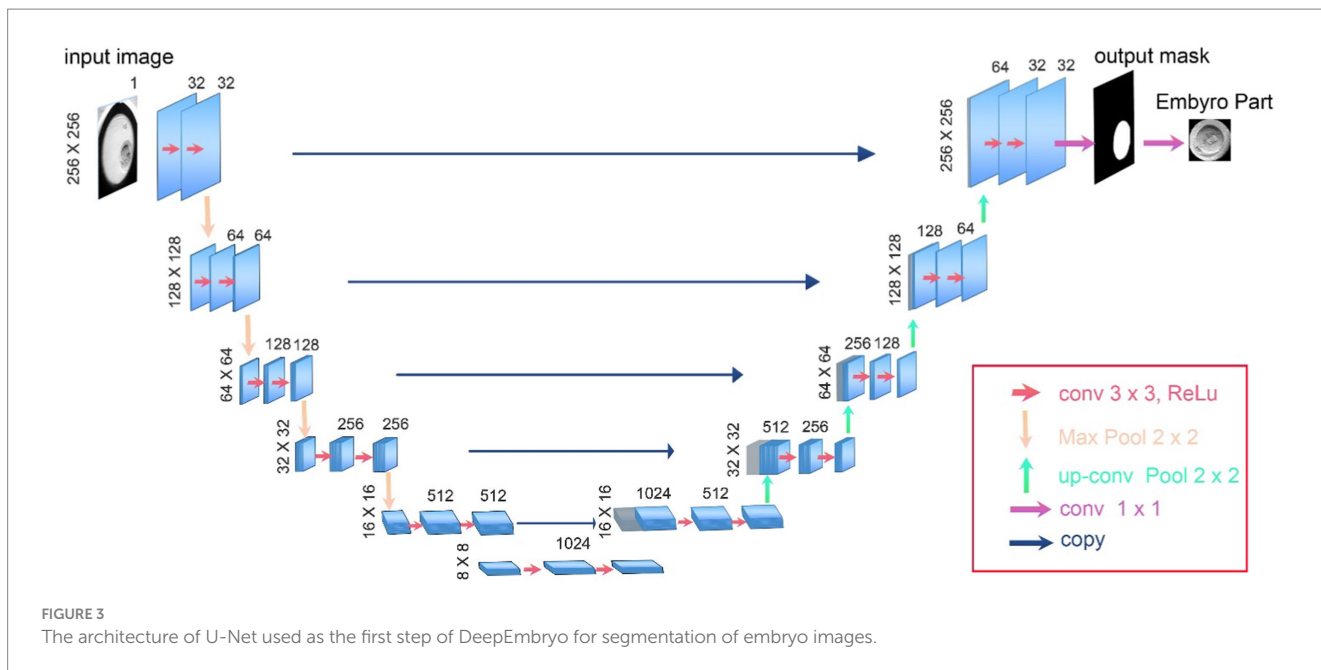 input image
1
32 32
256 X 256
64 32 32
256 X 256
output mask
Embyro Part
64 64
128 X 128
128 64
128 X 128
128 128
64 X 64
256 128
64 X 64
256 256
32 X 32
512 256
32 X 32
512 512
16 X 16
1024 512
16 X 16
1024
8 X 8
conv 3 x 3, ReLu
Max Pool 2 x 2
up-conv Pool 2 x 2
conv 1 x 1
copy
FIGURE 3
The architecture of U-Net used as the first step of DeepEmbryo for segmentation of embryo images.